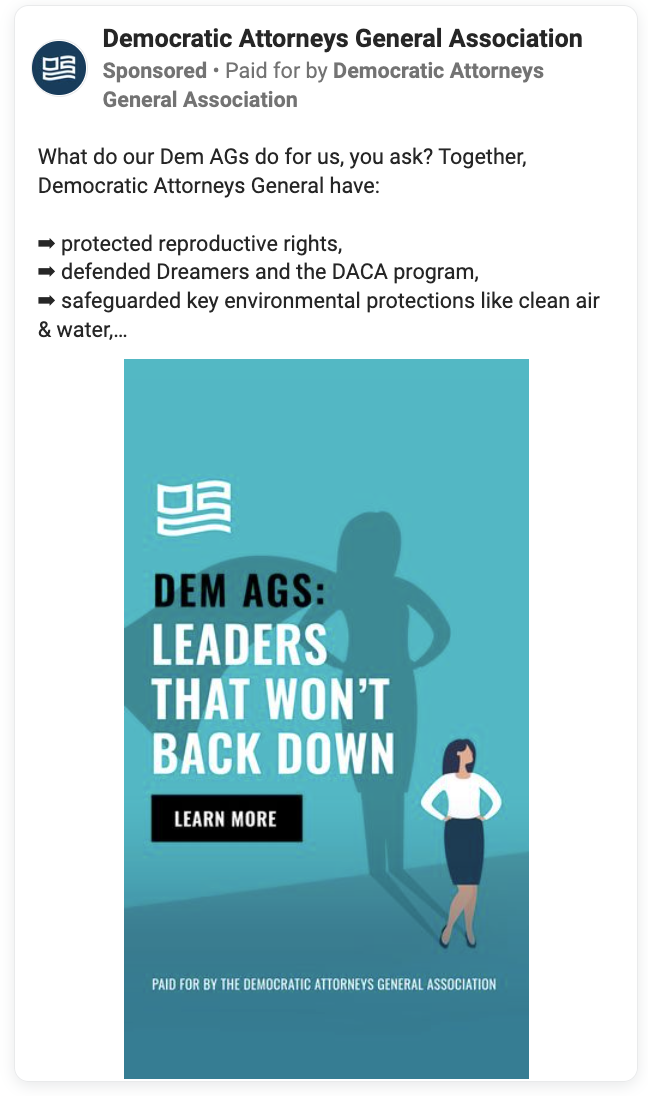 Democratic Attorneys General Association
Sponsored • Paid for by Democratic Attorneys
General Association
What do our Dem AGs do for us, you ask? Together,
Democratic Attorneys General have:
➡ protected reproductive rights,
➡ defended Dreamers and the DACA program,
➡ safeguarded key environmental protections like clean air
& water,...
DEM AGS:
LEADERS
THAT WON'T
BACK DOWN
LEARN MORE
PAID FOR BY THE DEMOCRATIC ATTORNEYS GENERAL ASSOCIATION